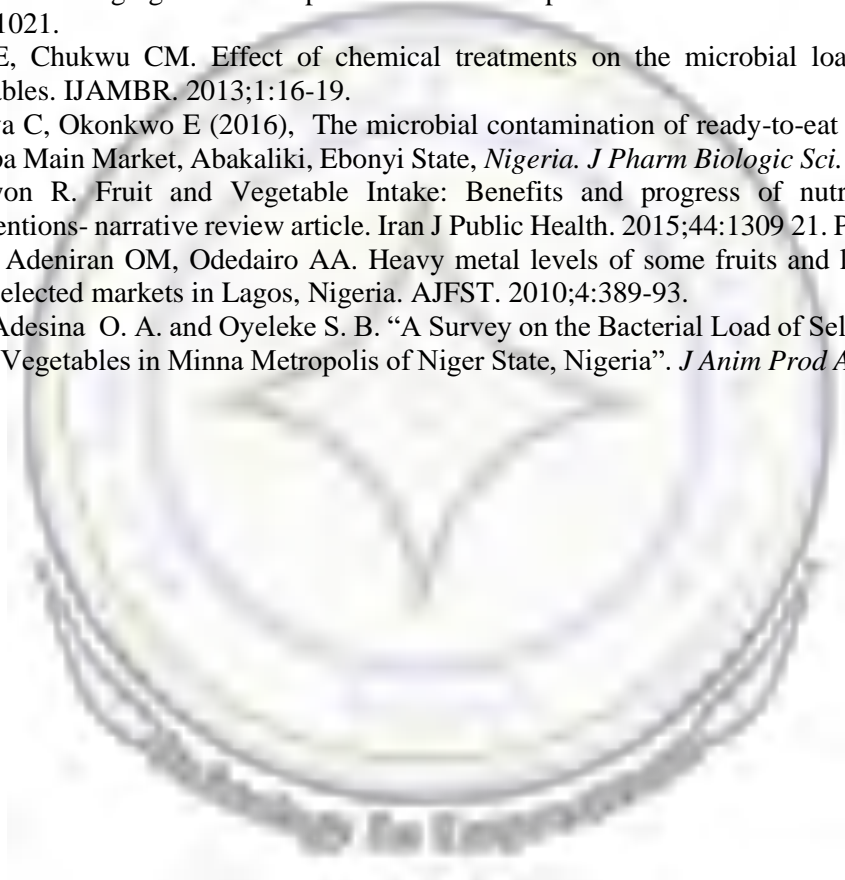 1021.
E, Chukwu CM. Effect of chemical treatments on the microbial loa
bles. IJAMBR. 2013;1:16-19.
a C, Okonkwo E (2016), The microbial contamination of ready-to-eat
a Main Market, Abakaliki, Ebonyi State, Nigeria. J Pharm Biologic Sci.
on R. Fruit and Vegetable Intake: Benefits and progress of nutr
entions- narrative review article. Iran J Public Health. 2015;44:1309 21. P
Adeniran OM, Odedairo AA. Heavy metal levels of some fruits and l
elected markets in Lagos, Nigeria. AJFST. 2010;4:389-93.
Adesina O. A. and Oyeleke S. B. “A Survey on the Bacterial Load of Sel
Vegetables in Minna Metropolis of Niger State, Nigeria”. J Anim Prod A